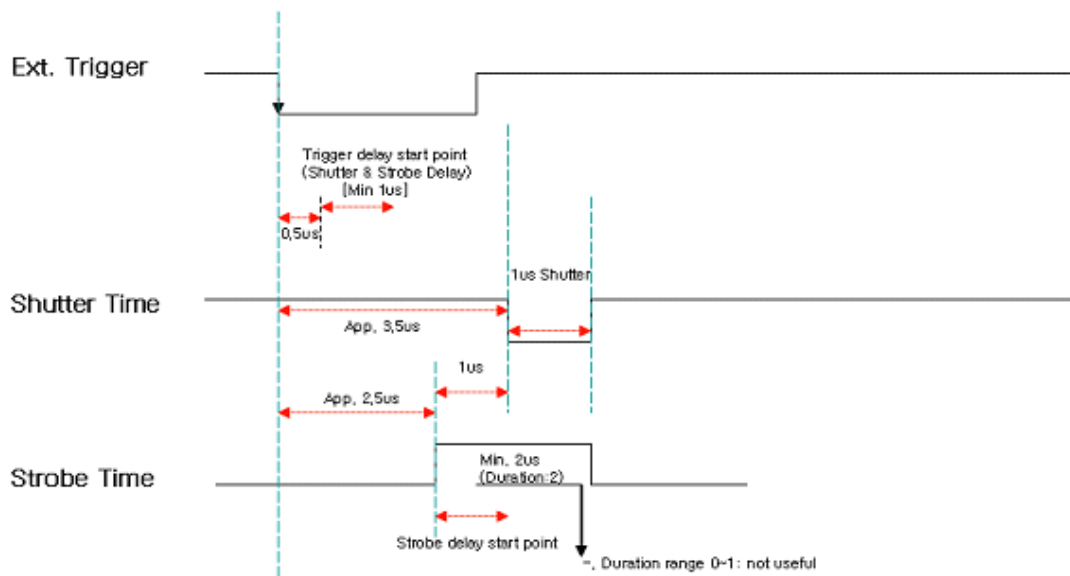 Ext. Trigger
Trigger delay start point
(Shutter & Strobe Delay)
[Min 1us]
0,5us
1us Shutter
Shutter Time
App, 3,5us
1us
App, 2,5us
Min, 2us
(Duration:2)
Strobe Time
Strobe delay start point
-, Duration range 0~1: not useful